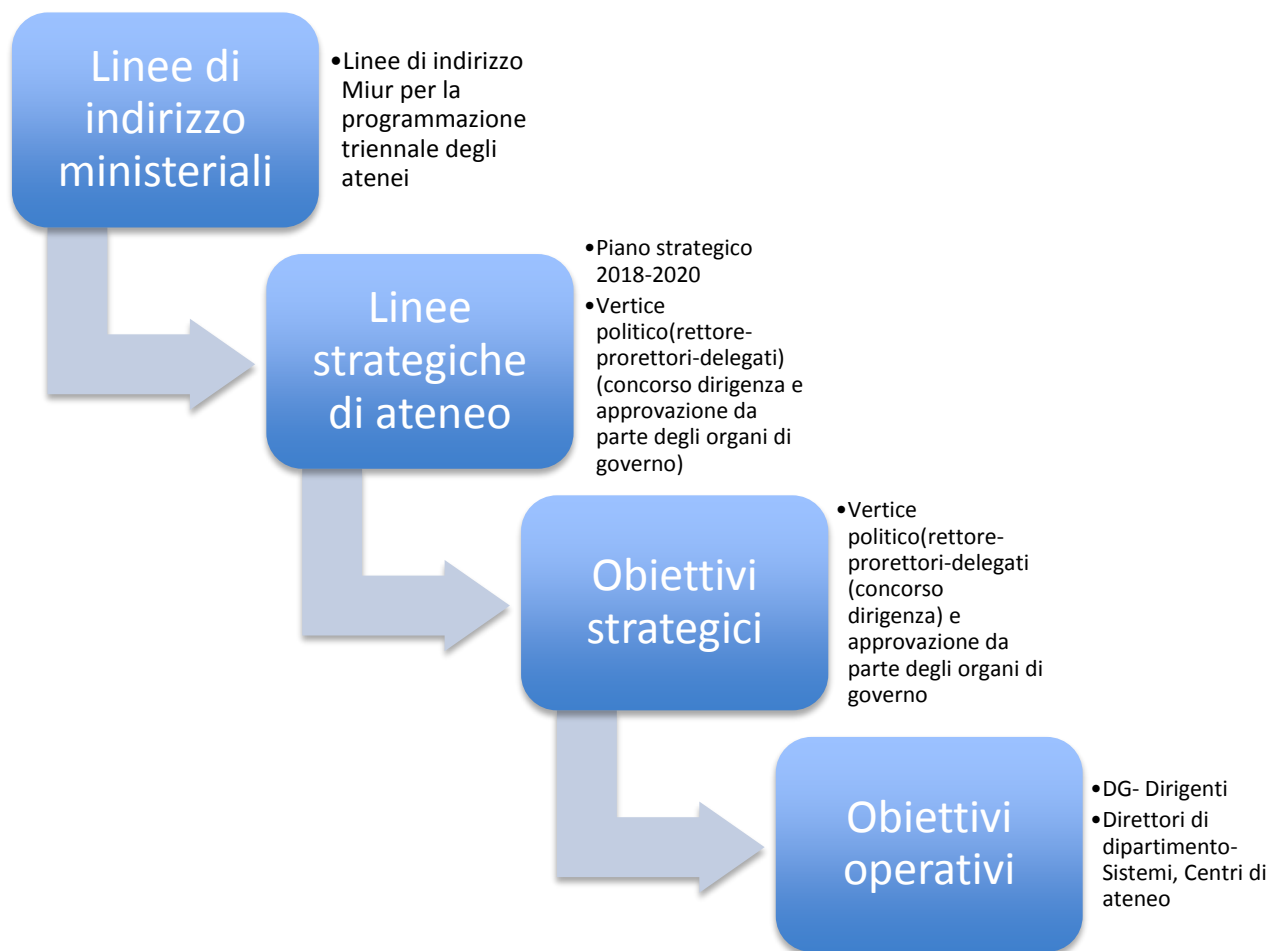 Linee di
indirizzo
ministeriali
•Linee di indirizzo
Miur per la
programmazione
triennale degli
atenei
Linee
strategiche
di ateneo
•Piano strategico
2018-2020
•Vertice
politico(rettore-
prorettori-delegati)
(concorso dirigenza e
approvazione da
parte degli organi di
governo)
Obiettivi
strategici
•Vertice
politico(rettore-
prorettori-delegati
(concorso
dirigenza) e
approvazione da
parte degli organi di
governo
Obiettivi
operativi
•DG- Dirigenti
•Direttori di
dipartimento-
Sistemi, Centri di
ateneo